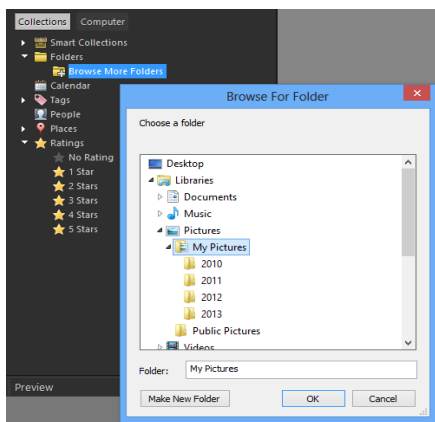 Collections Computer
Smart Collections
Folders
Browse More Folders
Calendar
Tags
People
Places
Ratings
No Rating
1 Star
2 Stars
3 Stars
4 Stars
5 Stars
Preview
Browse For Folder
Choose a folder
Desktop
Libraries
Documents
Music
Pictures
My Pictures
2010
2011
2012
2013
Public Pictures
Videos
Folder: My Pictures
Make New Folder OK Cancel